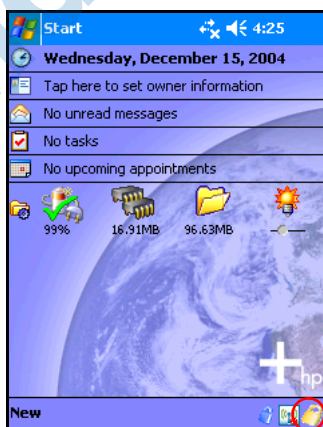 Start 4:25
Wednesday, December 15, 2004
Tap here to set owner information
No unread messages
No tasks
No upcoming appointments
99% 16.91MB 96.63MB
hp
New